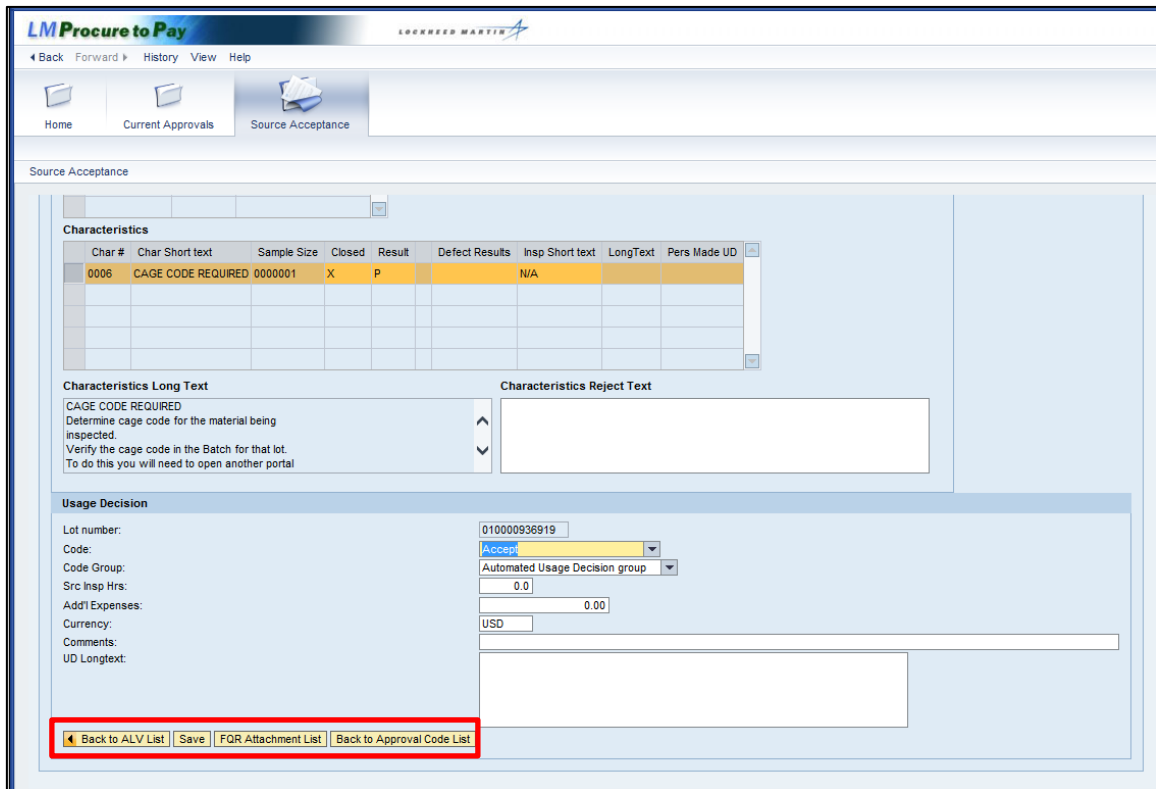 LM Procure to Pay LOCKHEED MARTIN
Back Forward History View Help
Home Current Approvals Source Acceptance
Source Acceptance
Characteristics
Char # Char Short text Sample Size Closed Result Defect Results Insp Short text LongText Pers Made UD
0006 CAGE CODE REQUIRED 0000001 X P N/A
Characteristics Long Text Characteristics Reject Text
CAGE CODE REQUIRED
Determine cage code for the material being
inspected.
Verify the cage code in the Batch for that lot.
To do this you will need to open another portal
Usage Decision
Lot number: 010000936919
Code: Accept
Code Group: Automated Usage Decision group
Src Insp Hrs: 0.0
Add'l Expenses: 0.00
Currency: USD
Comments:
UD Longtext:
Back to ALV List Save FQR Attachment List Back to Approval Code List